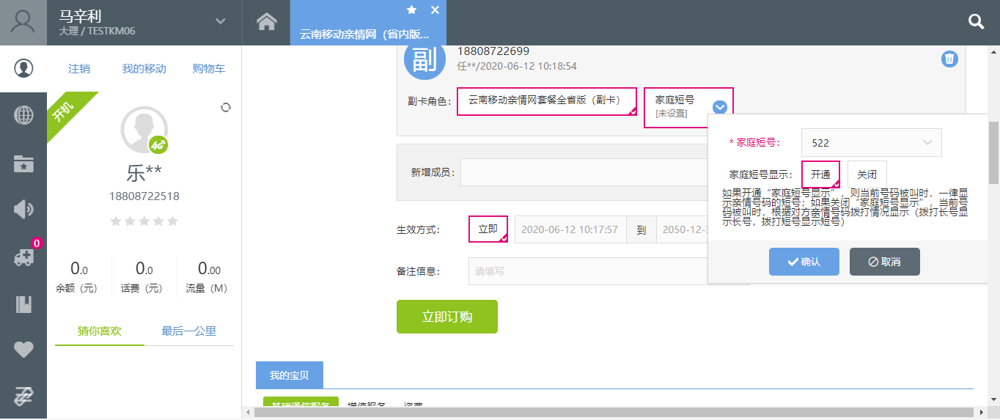 马辛利
大理 / TESTKM06
云南移动亲情网（省内版...
注销 我的移动 购物车
开机
4G
乐**
18808722518
0
0.0 0.0 0.00
余额（元） 话费（元） 流量（M）
猜你喜欢 最后一公里
副
18808722699
任**/2020-06-12 10:18:54
副卡角色： 云南移动亲情网套餐全省版（副卡） 家庭短号
[未设置]
* 家庭短号： 522
家庭短号显示： 开通 关闭
如果开通“家庭短号显示”，则当前号码被叫时，一律显
示亲情号码的短号；如果关闭“家庭短号显示”，当前号
码被叫时，根据对方亲情号码拨打情况显示（拨打长号显
示长号，拨打短号显示短号）
确认 取消
新增成员：
生效方式： 立即 2020-06-12 10:17:57 到 2050-12-
备注信息： 请填写
立即订购
我的宝贝
基础通信服务 增值服务 资费